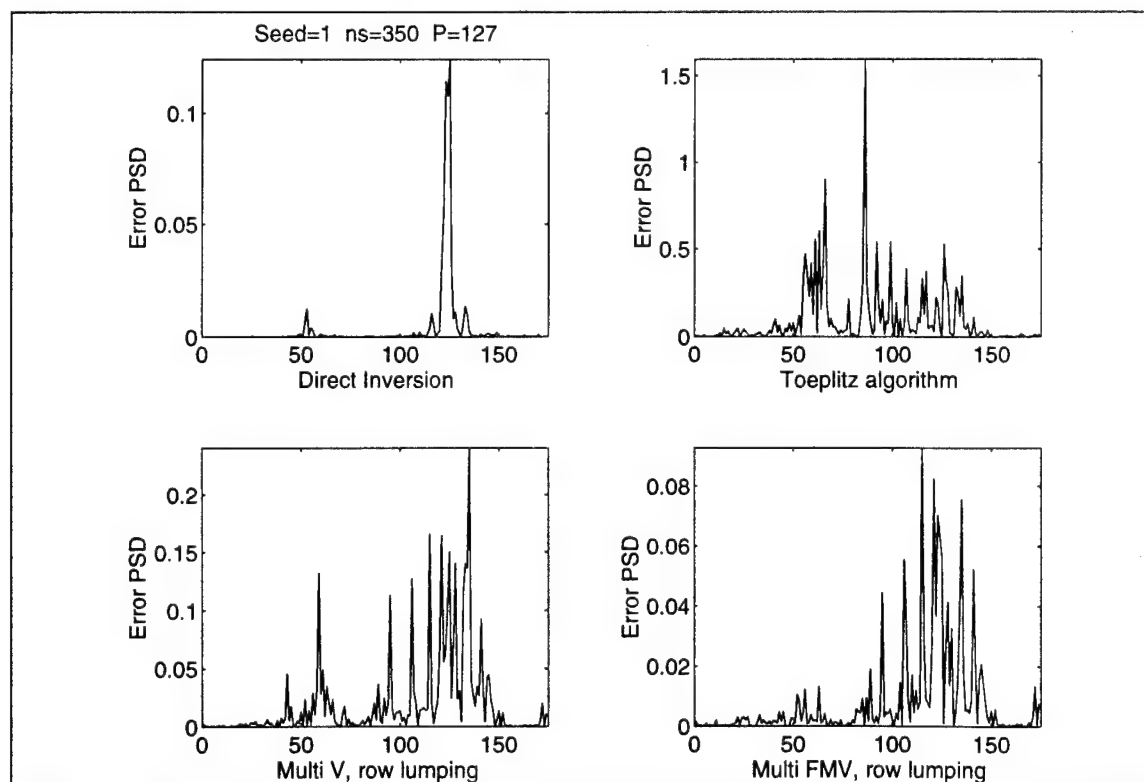 Seed=1 ns=350 P=127
Error PSD
0.1
0.05
0
0 50 100 150
Direct Inversion
Error PSD
1.5
1
0.5
0
0 50 100 150
Toeplitz algorithm
Error PSD
0.2
0.15
0.1
0.05
0
0 50 100 150
Multi V, row lumping
Error PSD
0.08
0.06
0.04
0.02
0
0 50 100 150
Multi FMV, row lumping